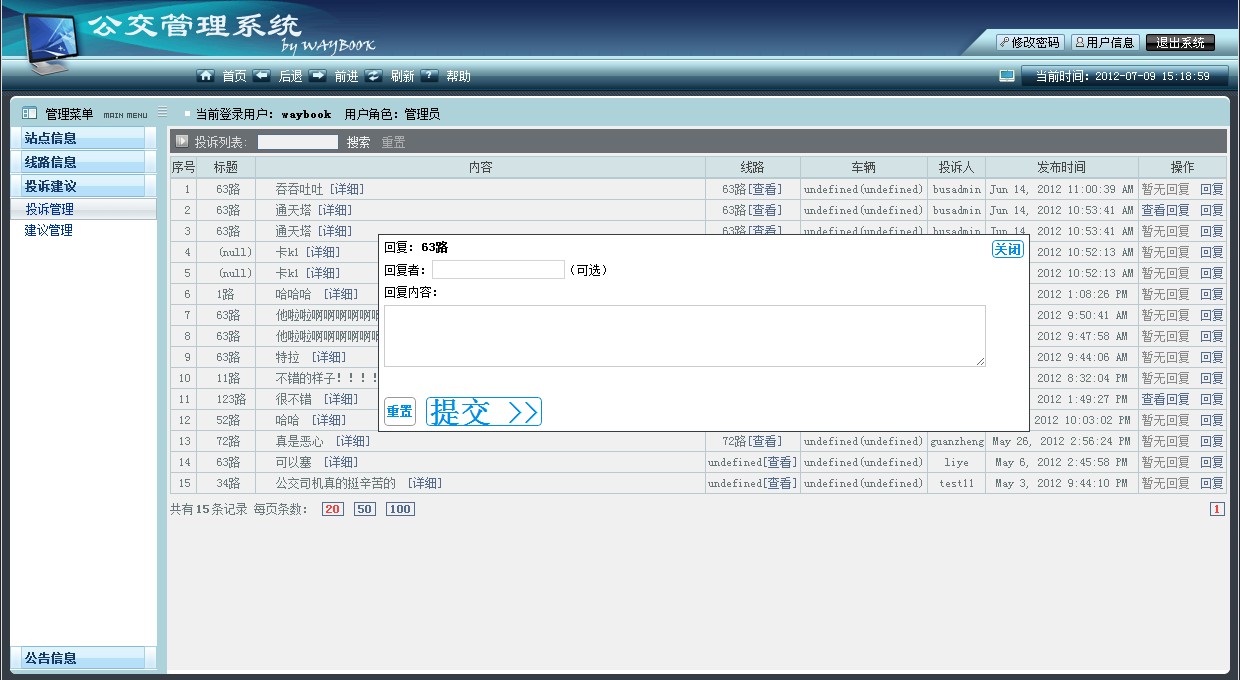 公交管理系统
by WAYBOOK
修改密码 用户信息 退出系统
首页 后退 前进 刷新 ? 帮助 当前时间：2012-07-09 15:18:59
管理菜单 MAIN MENU 当前登录用户：waybook 用户角色：管理员
站点信息
线路信息
投诉建议
投诉管理
建议管理
公告信息
投诉列表： 搜索 重置
序号 标题 内容 线路 车辆 投诉人 发布时间 操作
1 63路 吞吞吐吐 [详细] 63路[查看] undefined(undefined) busadmin Jun 14, 2012 11:00:39 AM 暂无回复 回复
2 63路 通天塔 [详细] 63路[查看] undefined(undefined) busadmin Jun 14, 2012 10:53:41 AM 查看回复 回复
3 63路 通天塔 [详细] 63路[查看] undefined(undefined) busadmin Jun 14, 2012 10:53:41 AM 暂无回复 回复
4 (null) 卡k1 [详细] 2012 10:52:13 AM 暂无回复 回复
5 (null) 卡k1 [详细] 2012 10:52:13 AM 暂无回复 回复
6 1路 哈哈哈 [详细] 2012 1:08:26 PM 暂无回复 回复
7 63路 他啦啦啊啊啊啊啊啊 2012 9:50:41 AM 暂无回复 回复
8 63路 他啦啦啊啊啊啊啊啊 2012 9:47:58 AM 暂无回复 回复
9 63路 特拉 [详细] 2012 9:44:06 AM 暂无回复 回复
10 11路 不错的样子！！！！ 2012 8:32:04 PM 暂无回复 回复
11 123路 很不错 [详细] 2012 1:49:27 PM 查看回复 回复
12 52路 哈哈 [详细] 2012 10:03:02 PM 暂无回复 回复
13 72路 真是恶心 [详细] 72路[查看] undefined(undefined) guanzheng May 26, 2012 2:56:24 PM 暂无回复 回复
14 63路 可以塞 [详细] undefined[查看] undefined(undefined) liye May 6, 2012 2:45:58 PM 暂无回复 回复
15 34路 公交司机真的挺辛苦的 [详细] undefined[查看] undefined(undefined) test11 May 3, 2012 9:44:10 PM 暂无回复 回复
共有15条记录 每页条数： 20 50 100 1
回复：63路 关闭
回复者： （可选）
回复内容：
重置 提交 >>